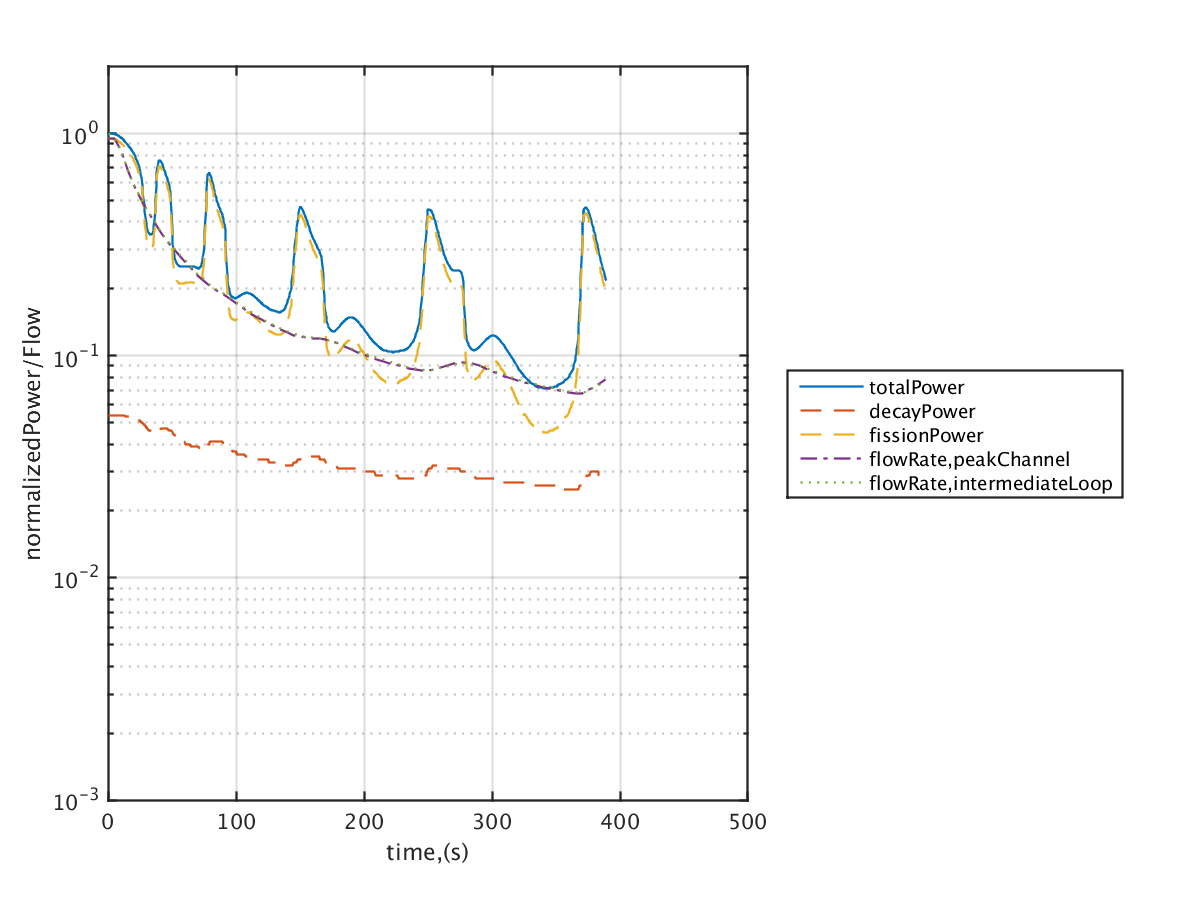 10^0
10^-1
10^-2
10^-3
0 100 200 300 400 500
time,(s)
normalizedPower/Flow
totalPower
decayPower
fissionPower
flowRate,peakChannel
flowRate,intermediateLoop